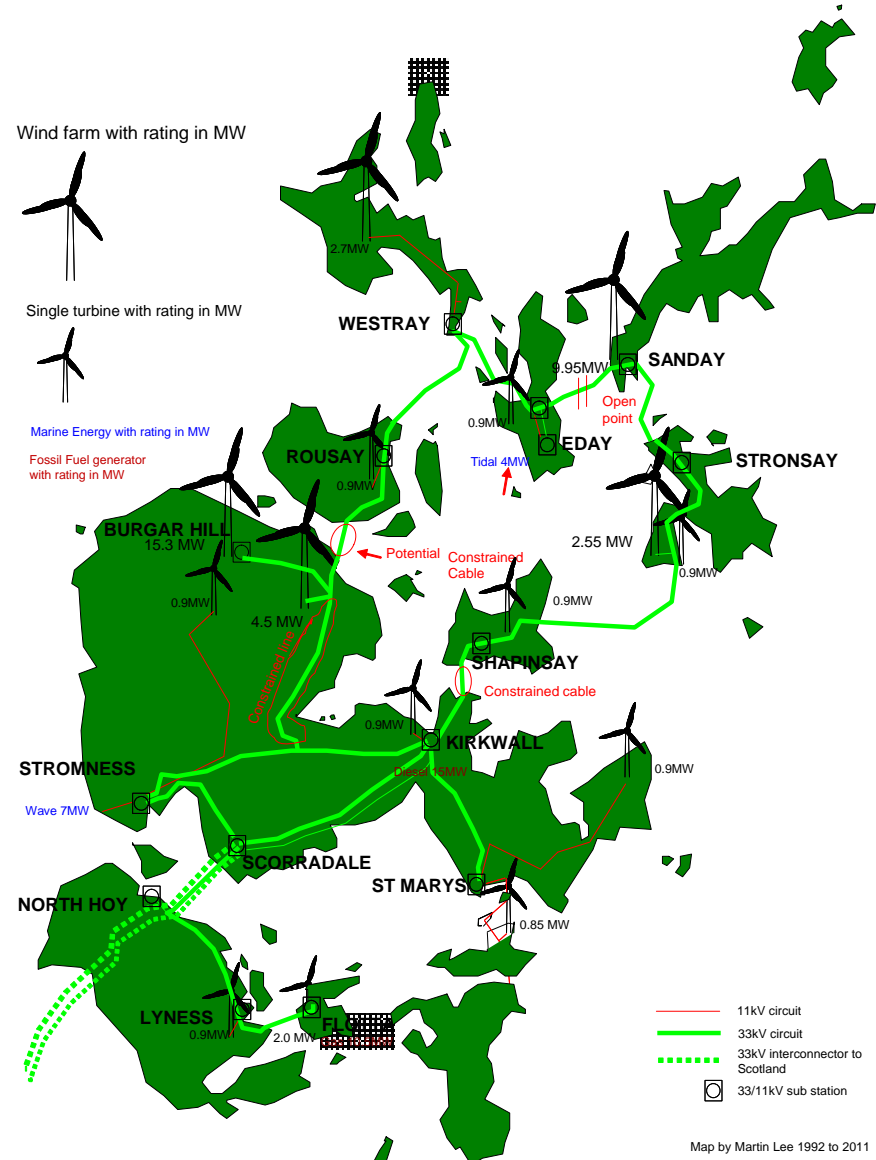 Wind farm with rating in MW
2.7MW
Single turbine with rating in MW
WESTRAY
SANDAY
9.95MW
Open
point
0.9MW
Marine Energy with rating in MW
Fossil Fuel generator
with rating in MW
ROUSAY
0.9MW
EDAY
Tidal 4MW
STRONSAY
BURGAR HILL
15.3 MW
2.55 MW
Potential
Constrained
Cable
0.9MW
0.9MW
0.9MW
4.5 MW
Constrained line
SHAPINSAY
Constrained cable
0.9MW
KIRKWALL
STROMNESS
Diesel 15MW
0.9MW
Wave 7MW
SCORRADALE
ST MARYS
NORTH HOY
0.85 MW
LYNESS
0.9MW
2.0 MW
11kV circuit
33kV circuit
33kV interconnector to
Scotland
33/11kV sub station
Map by Martin Lee 1992 to 2011